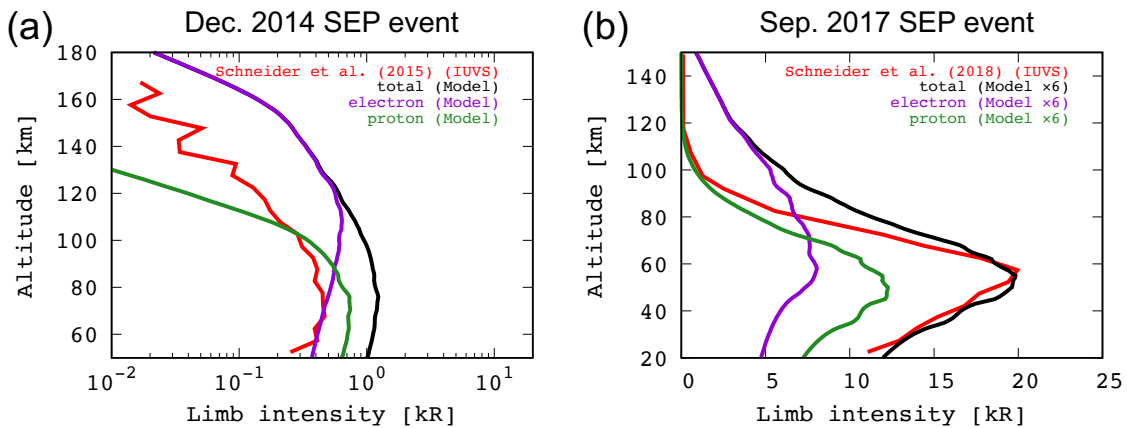 (a)
Dec. 2014 SEP event
180
160
140
120
100
80
60
Altitude [km]
Schneider et al. (2015) (IUVS)
total (Model)
electron (Model)
proton (Model)
10⁻² 10⁻¹ 10⁰ 10¹
Limb intensity [kR]
(b)
Sep. 2017 SEP event
140
120
100
80
60
40
20
Altitude [km]
Schneider et al. (2018) (IUVS)
total (Model ×6)
electron (Model ×6)
proton (Model ×6)
0 5 10 15 20 25
Limb intensity [kR]